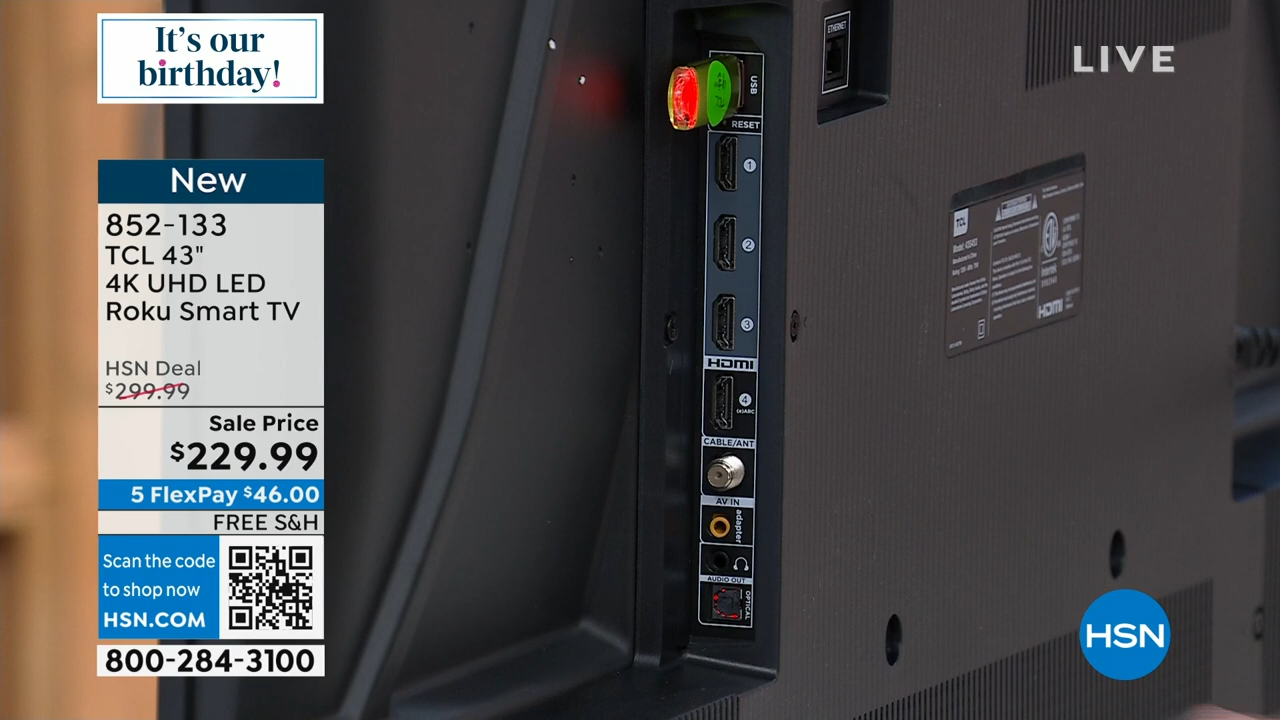 It's our
birthday!
LIVE
New
852-133
TCL 43"
4K UHD LED
Roku Smart TV
HSN Deal
$299.99
Sale Price
$229.99
5 FlexPay $46.00
FREE S&H
Scan the code
to shop now
HSN.COM
800-284-3100
USB
RESET
1
2
3
HDMI
4
(e)ARC
CABLE/ANT
AV IN
adapter
AUDIO OUT
OPTICAL
ETHERNET
TCL
Intertek
HDMI
HSN